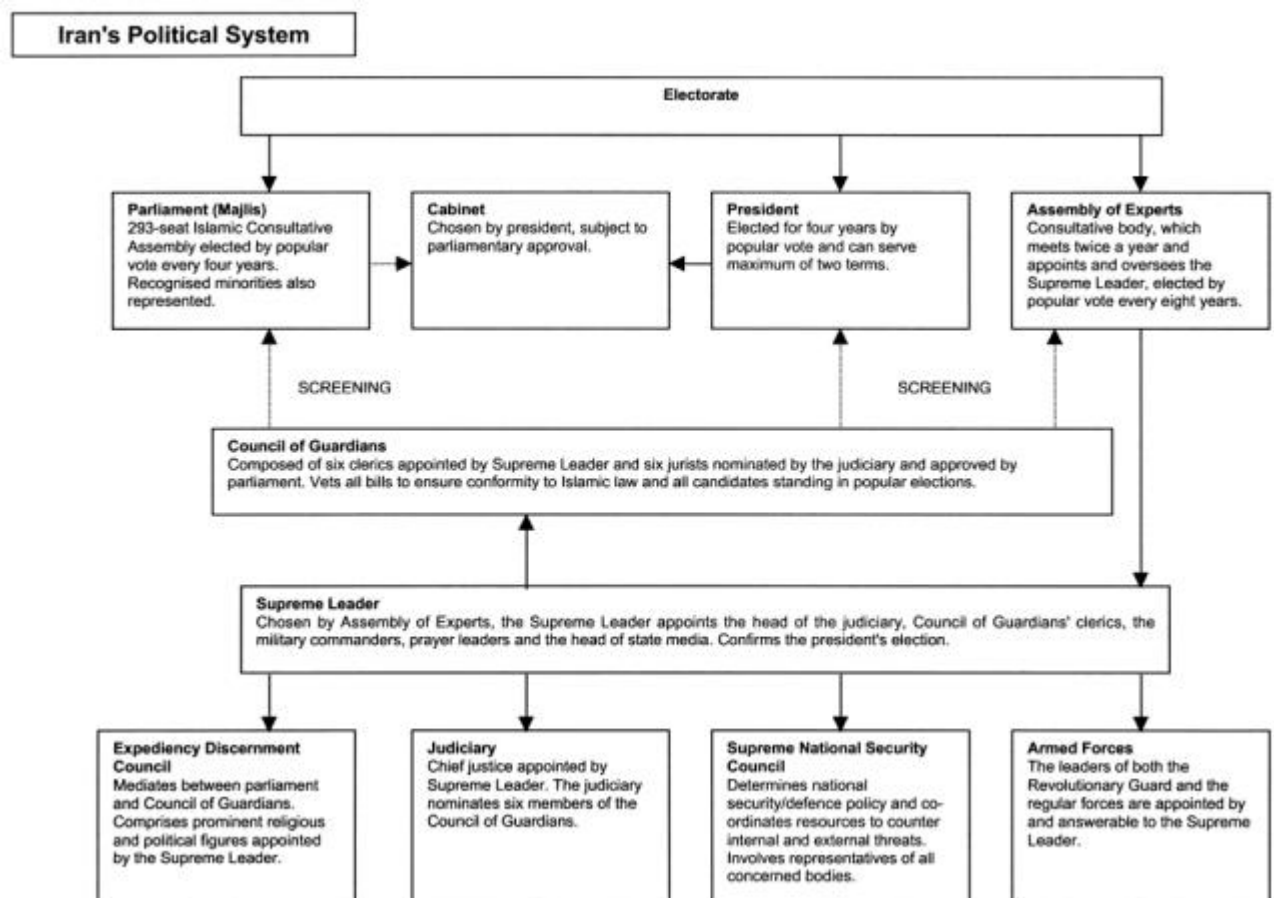 Iran's Political System
Electorate
Parliament (Majlis)
293-seat Islamic Consultative
Assembly elected by popular
vote every four years.
Recognised minorities also
represented.
Cabinet
Chosen by president, subject to
parliamentary approval.
President
Elected for four years by
popular vote and can serve
maximum of two terms.
Assembly of Experts
Consultative body, which
meets twice a year and
appoints and oversees the
Supreme Leader, elected by
popular vote every eight years.
SCREENING
SCREENING
Council of Guardians
Composed of six clerics appointed by Supreme Leader and six jurists nominated by the judiciary and approved by
parliament. Vets all bills to ensure conformity to Islamic law and all candidates standing in popular elections.
Supreme Leader
Chosen by Assembly of Experts, the Supreme Leader appoints the head of the judiciary, Council of Guardians' clerics, the
military commanders, prayer leaders and the head of state media. Confirms the president's election.
Expediency Discernment
Council
Mediates between parliament
and Council of Guardians.
Comprises prominent religious
and political figures appointed
by the Supreme Leader.
Judiciary
Chief justice appointed by
Supreme Leader. The judiciary
nominates six members of the
Council of Guardians.
Supreme National Security
Council
Determines national
security/defence policy and co-
ordinates resources to counter
internal and external threats.
Involves representatives of all
concerned bodies.
Armed Forces
The leaders of both the
Revolutionary Guard and the
regular forces are appointed by
and answerable to the Supreme
Leader.